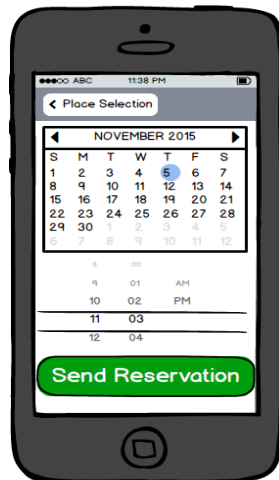 ABC 11:38 PM
Place Selection
NOVEMBER 2015
S M T W T F S
1 2 3 4 5 6 7
8 9 10 11 12 13 14
15 16 17 18 19 20 21
22 23 24 25 26 27 28
29 30 1 2 3 4 5
6 7 8 9 10 11 12
8 00
9 01 AM
10 02 PM
11 03
12 04
Send Reservation